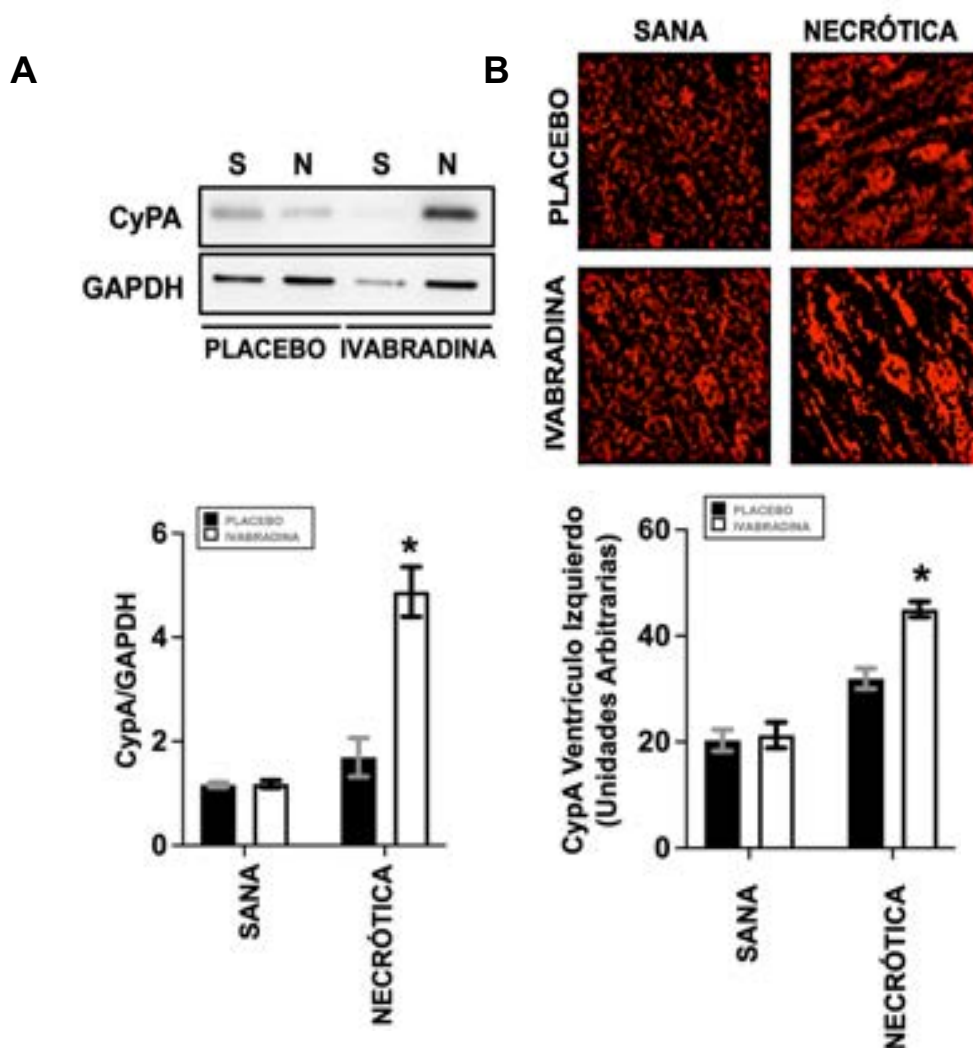 A
S N S N
CyPA
GAPDH
PLACEBO IVABRADINA
6
4
2
0
CypA/GAPDH
PLACEBO
IVABRADINA
*
SANA
NECRÓTICA
B
SANA NECRÓTICA
PLACEBO
IVABRADINA
60
40
20
0
CypA Ventrículo Izquierdo
(Unidades Arbitrarias)
PLACEBO
IVABRADINA
*
SANA
NECRÓTICA